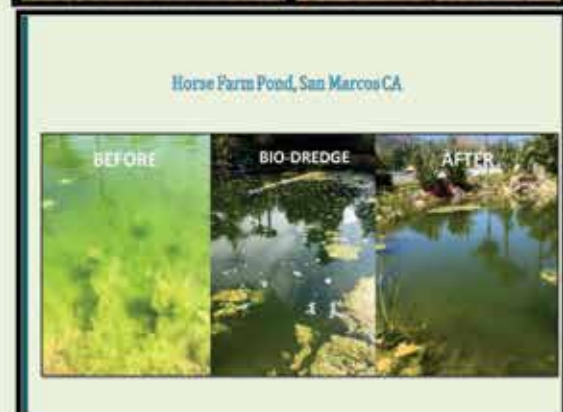 Horse Farm Pond, San Marcos CA
BEFORE
BIO-DREDGE
AFTER